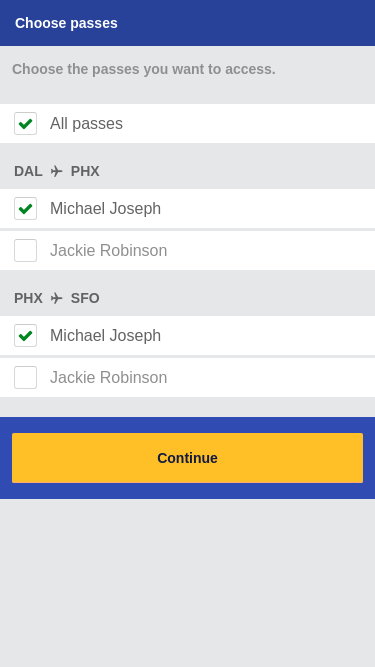 Choose passes
Choose the passes you want to access.
All passes
DAL PHX
Michael Joseph
Jackie Robinson
PHX SFO
Michael Joseph
Jackie Robinson
Continue